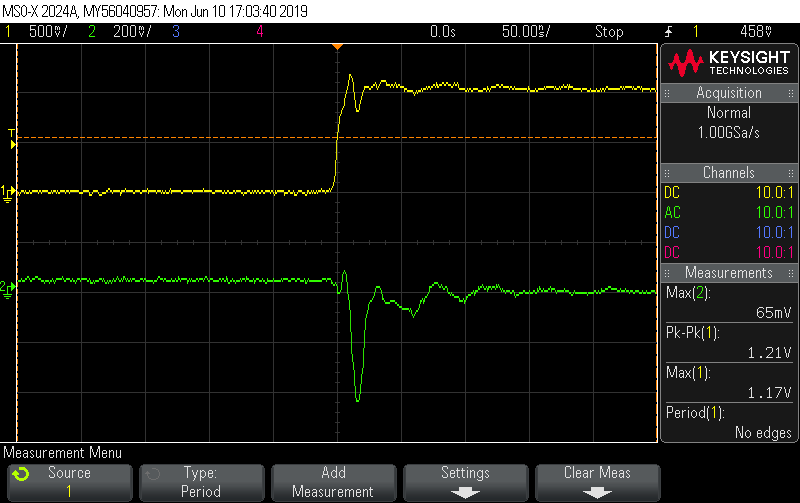 MSO-X 2024A, MY56040957: Mon Jun 10 17:03:40 2019
1 500mV/ 2 200mV/ 3 4 0.0s 50.00ns/ Stop 1 458mV
T
1
2
KEYSIGHT
TECHNOLOGIES
Acquisition
Normal
1.00GSa/s
Channels
DC 10.0:1
AC 10.0:1
DC 10.0:1
DC 10.0:1
Measurements
Max(2):
65mV
Pk-Pk(1):
1.21V
Max(1):
1.17V
Period(1):
No edges
Measurement Menu
Source
1
Type:
Period
Add
Measurement
Settings
Clear Meas